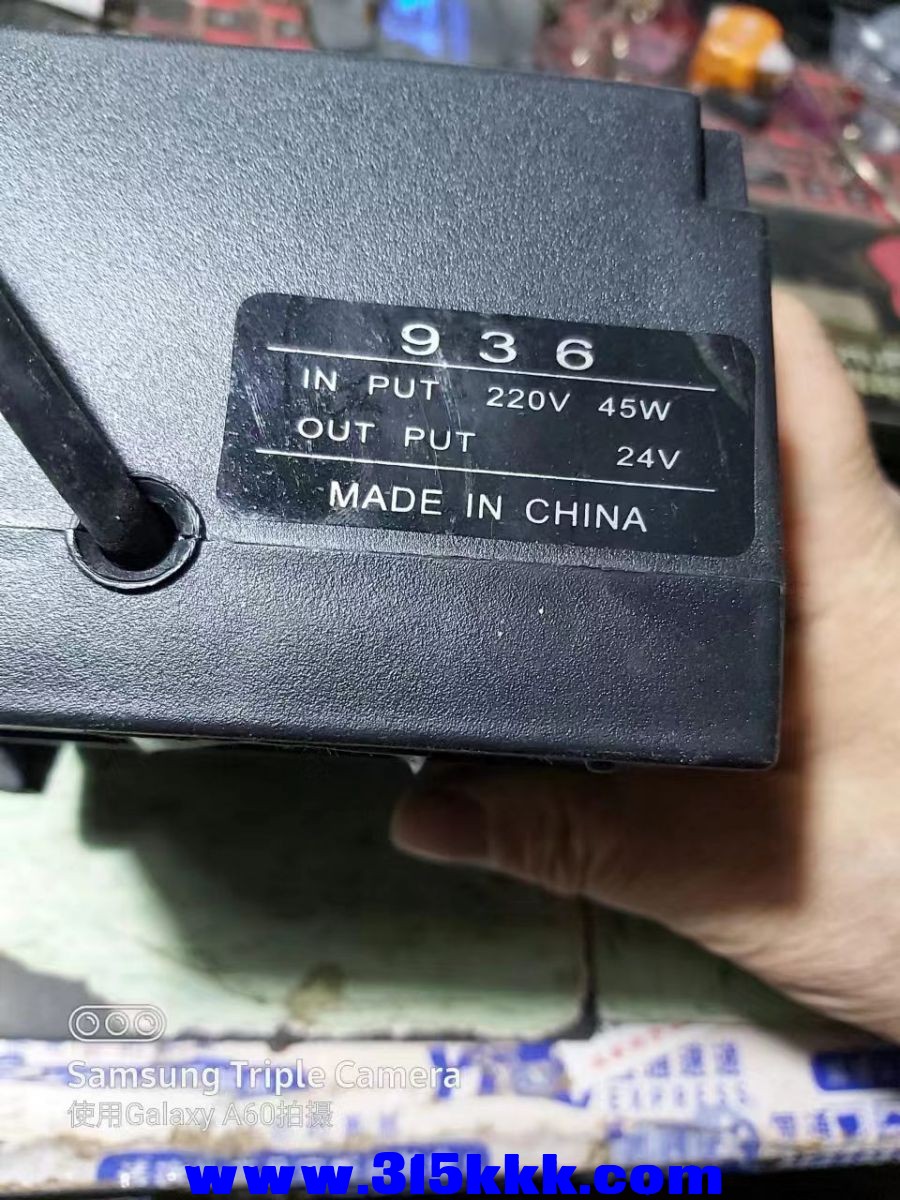 936
IN PUT 220V 45W
OUT PUT 24V
MADE IN CHINA
EXPRESS
Samsung Triple Camera
使用Galaxy A60拍摄
www.315kkk.com